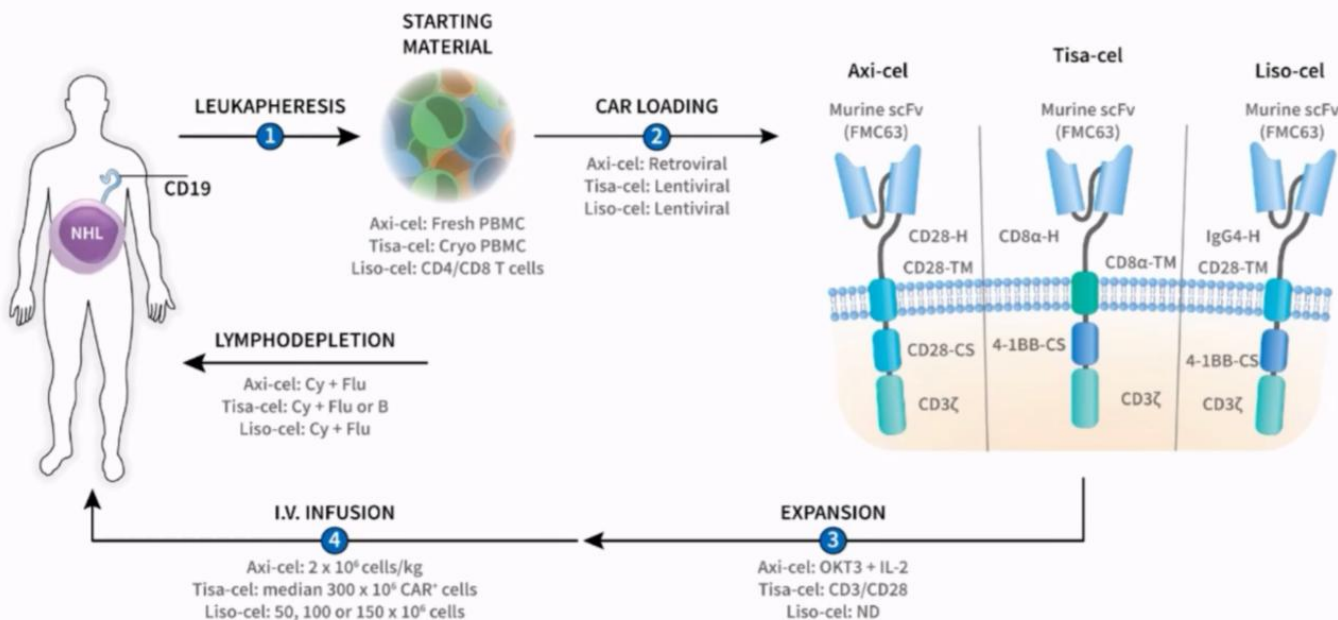 STARTING
MATERIAL
LEUKAPHERESIS
1
CD19
NHL
Axi-cel: Fresh PBMC
Tisa-cel: Cryo PBMC
Liso-cel: CD4/CD8 T cells
CAR LOADING
2
Axi-cel: Retroviral
Tisa-cel: Lentiviral
Liso-cel: Lentiviral
Axi-cel
Murine scFv
(FMC63)
CD28-H
CD28-TM
CD28-CS
CD3ζ
Tisa-cel
Murine scFv
(FMC63)
CD8α-H
CD8α-TM
4-1BB-CS
CD3ζ
Liso-cel
Murine scFv
(FMC63)
IgG4-H
CD28-TM
4-1BB-CS
CD3ζ
LYMPHODEPLETION
Axi-cel: Cy + Flu
Tisa-cel: Cy + Flu or B
Liso-cel: Cy + Flu
EXPANSION
3
Axi-cel: OKT3 + IL-2
Tisa-cel: CD3/CD28
Liso-cel: ND
I.V. INFUSION
4
Axi-cel: 2 x 10⁶ cells/kg
Tisa-cel: median 300 x 10⁶ CAR⁺ cells
Liso-cel: 50, 100 or 150 x 10⁶ cells